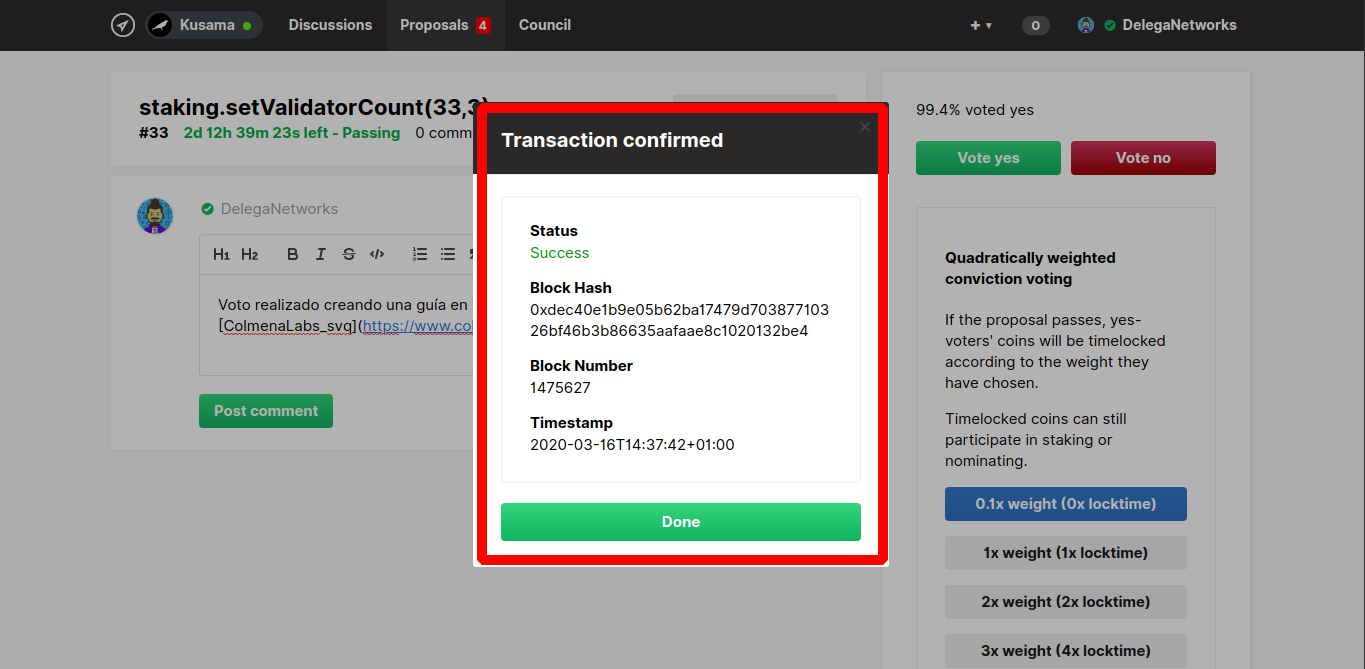 Kusama
Discussions
Proposals 4
Council
+ ▾
0
DelegaNetworks
staking.setValidatorCount(33,3)
#33 2d 12h 39m 23s left - Passing 0 comm
DelegaNetworks
H1 H2 B I S </>
Voto realizado creando una guía en
[ColmenaLabs_svq](https://www.co
Post comment
Transaction confirmed
×
Status
Success
Block Hash
0xdec40e1b9e05b62ba17479d703877103
26bf46b3b86635aafaae8c1020132be4
Block Number
1475627
Timestamp
2020-03-16T14:37:42+01:00
Done
99.4% voted yes
Vote yes
Vote no
Quadratically weighted
conviction voting
If the proposal passes, yes-
voters' coins will be timelocked
according to the weight they
have chosen.
Timelocked coins can still
participate in staking or
nominating.
0.1x weight (0x locktime)
1x weight (1x locktime)
2x weight (2x locktime)
3x weight (4x locktime)